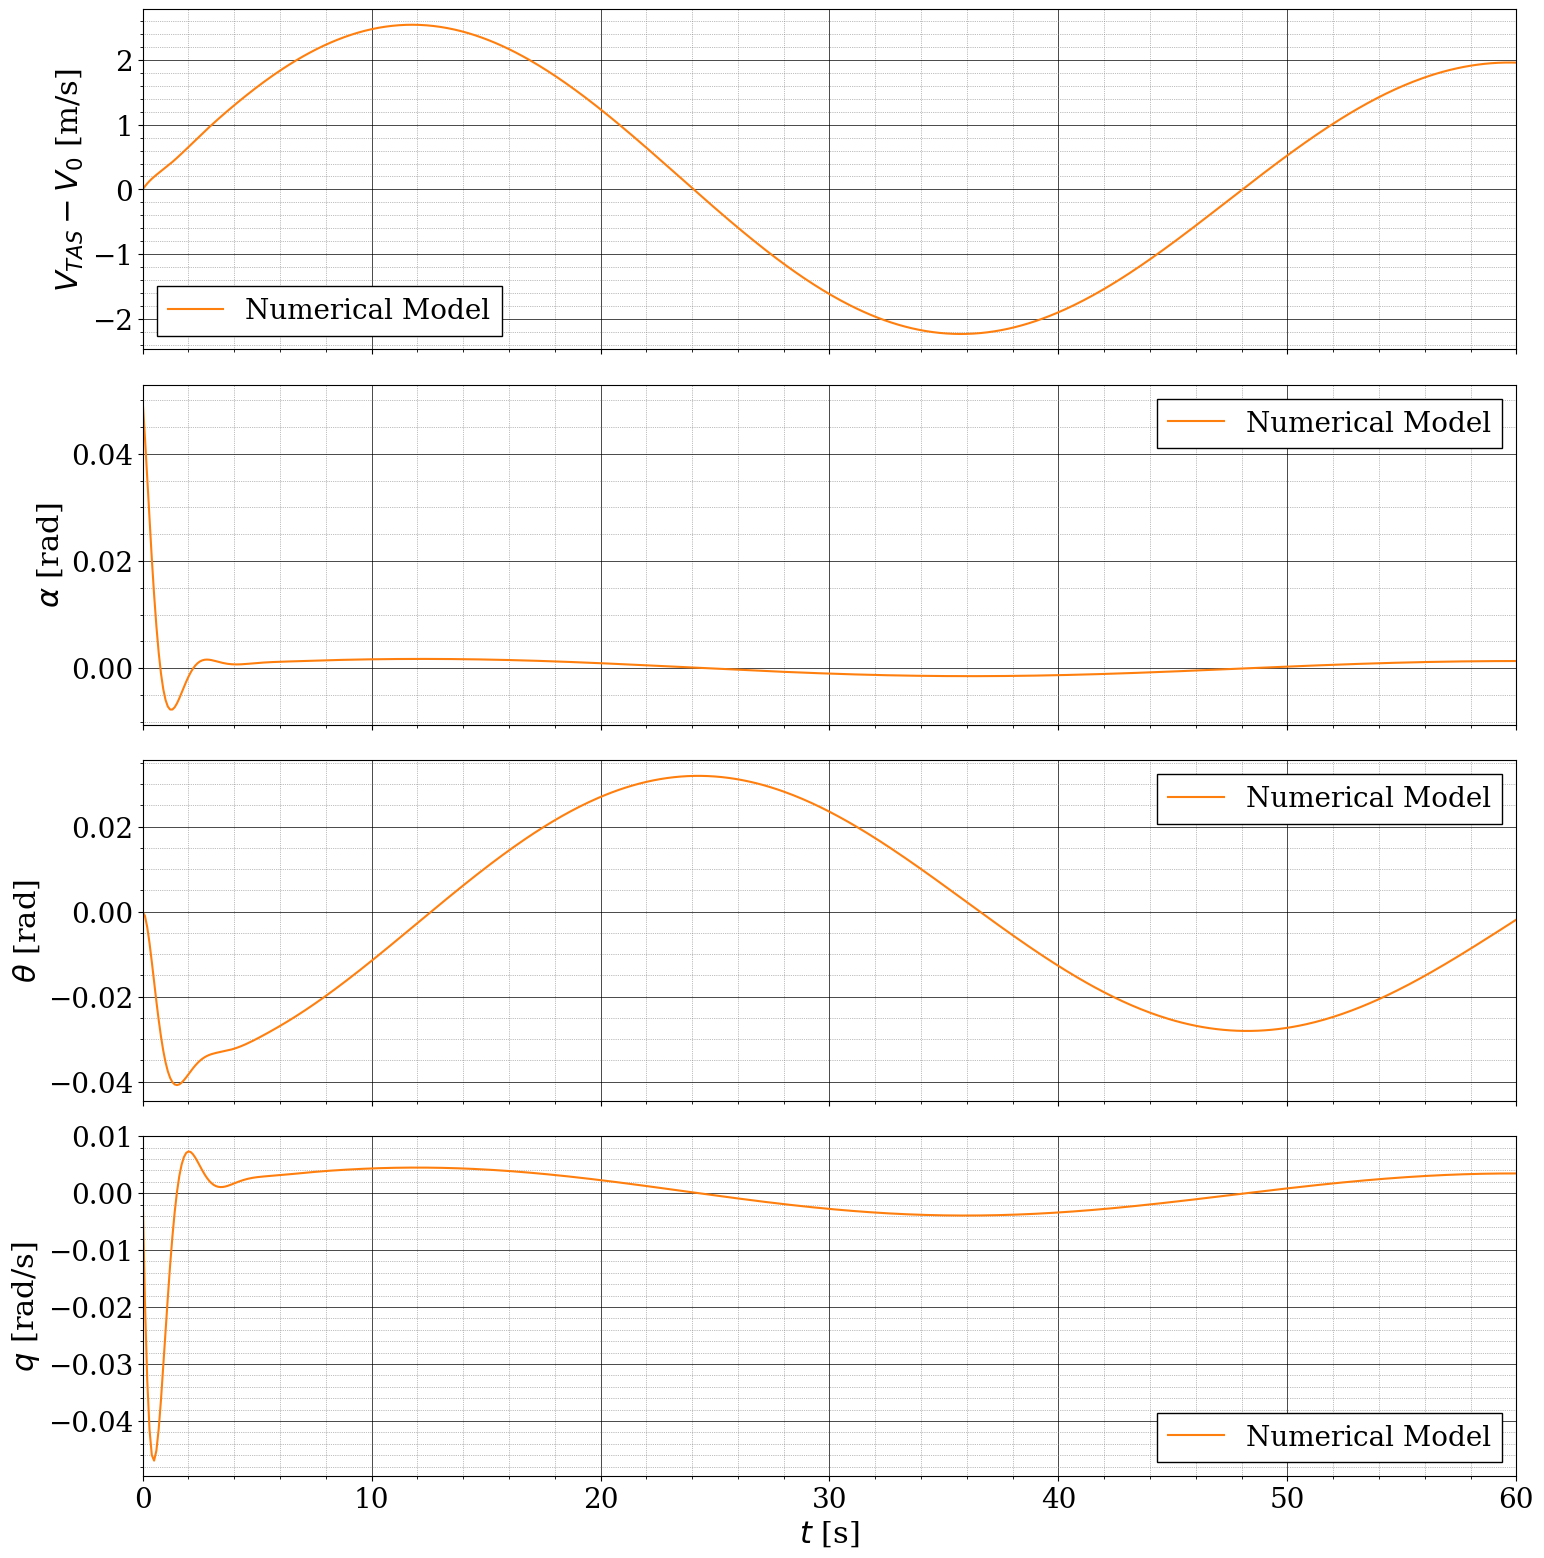 V_{TAS} − V_0 [m/s]
2
1
0
−1
−2
Numerical Model
α [rad]
0.04
0.02
0.00
Numerical Model
θ [rad]
0.02
0.00
−0.02
−0.04
Numerical Model
q [rad/s]
0.01
0.00
−0.01
−0.02
−0.03
−0.04
Numerical Model
0 10 20 30 40 50 60
t [s]